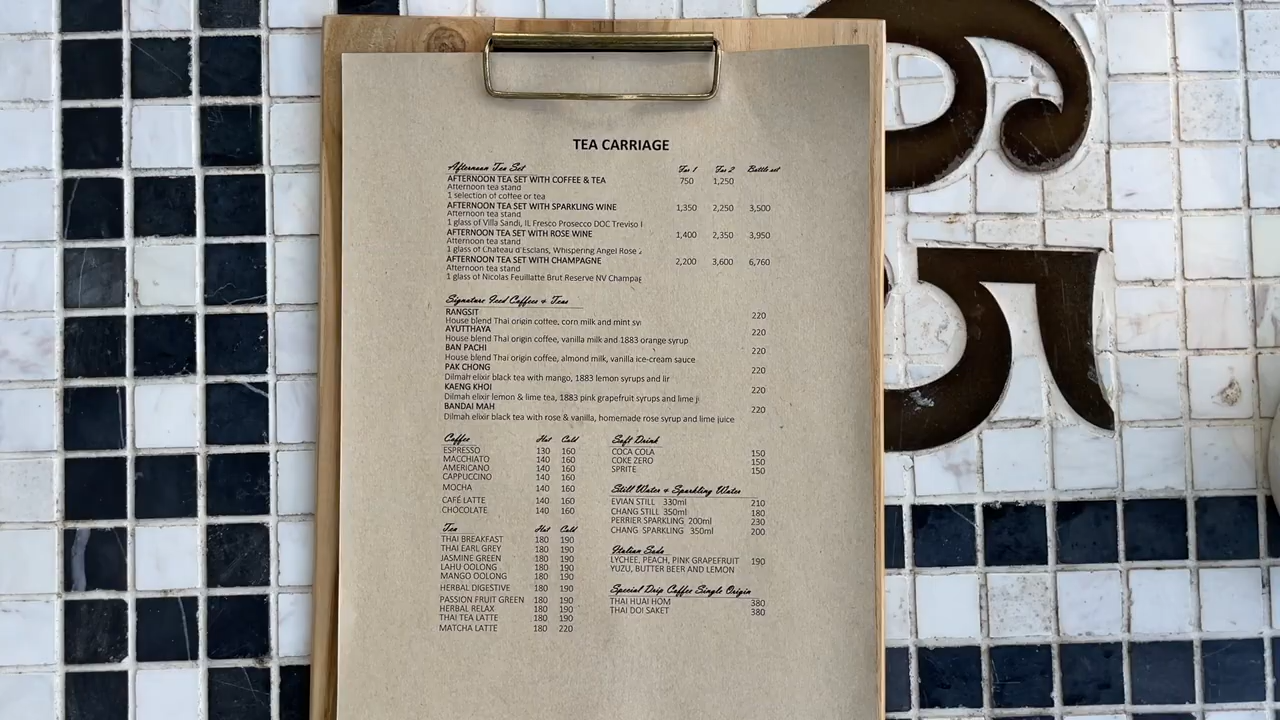 TEA CARRIAGE
Afternoon Tea Set For 1 For 2 Bottle set
AFTERNOON TEA SET WITH COFFEE & TEA 750 1,250
Afternoon tea stand
1 selection of coffee or tea
AFTERNOON TEA SET WITH SPARKLING WINE 1,350 2,250 3,500
Afternoon tea stand
1 glass of Villa Sandi, IL Fresco Prosecco DOC Treviso
AFTERNOON TEA SET WITH ROSE WINE 1,400 2,350 3,950
Afternoon tea stand
1 glass of Chateau d'Esclans, Whispering Angel Rose
AFTERNOON TEA SET WITH CHAMPAGNE 2,200 3,600 6,760
Afternoon tea stand
1 glass of Nicolas Feuillatte Brut Reserve NV Champag
Signature Iced Coffees & Teas
RANGSIT 220
House blend Thai origin coffee, corn milk and mint sy
AYUTTHAYA 220
House blend Thai origin coffee, vanilla milk and 1883 orange syrup
BAN PACHI 220
House blend Thai origin coffee, almond milk, vanilla ice-cream sauce
PAK CHONG 220
Dilmah elixir black tea with mango, 1883 lemon syrups and lir
KAENG KHOI 220
Dilmah elixir lemon & lime tea, 1883 pink grapefruit syrups and lime j
BANDAI MAH 220
Dilmah elixir black tea with rose & vanilla, homemade rose syrup and lime juice
Coffee Hot Cold
ESPRESSO 130 160
MACCHIATO 140 160
AMERICANO 140 160
CAPPUCCINO 140 160
MOCHA 140 160
CAFÉ LATTE 140 160
CHOCOLATE 140 160
Tea Hot Cold
THAI BREAKFAST 180 190
THAI EARL GREY 180 190
JASMINE GREEN 180 190
LAHU OOLONG 180 190
MANGO OOLONG 180 190
HERBAL DIGESTIVE 180 190
PASSION FRUIT GREEN 180 190
HERBAL RELAX 180 190
THAI TEA LATTE 180 190
MATCHA LATTE 180 220
Soft Drink
COCA COLA 150
COKE ZERO 150
SPRITE 150
Still Water & Sparkling Water
EVIAN STILL 330ml 210
CHANG STILL 350ml 180
PERRIER SPARKLING 200ml 230
CHANG SPARKLING 350ml 200
Italian Soda
LYCHEE, PEACH, PINK GRAPEFRUIT 190
YUZU, BUTTER BEER AND LEMON
Special Drip Coffee Single Origin
THAI HUAI HOM 380
THAI DOI SAKET 380